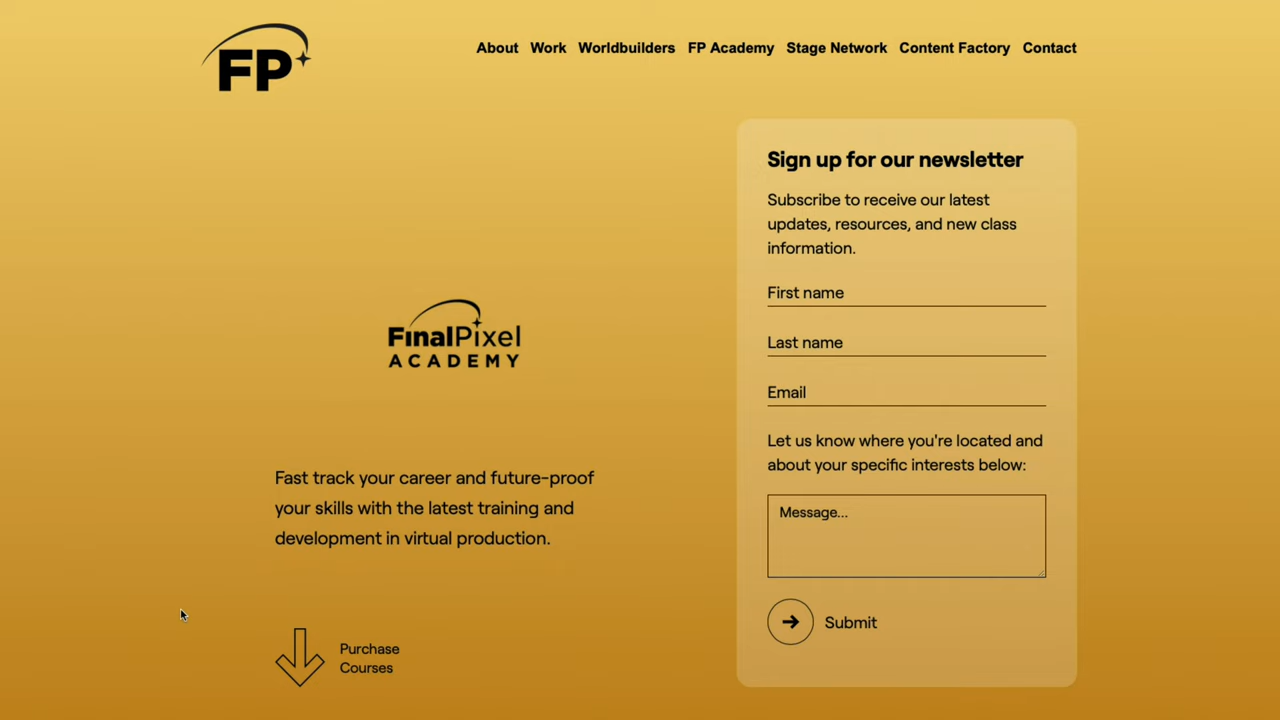 FP
About Work Worldbuilders FP Academy Stage Network Content Factory Contact
Sign up for our newsletter
Subscribe to receive our latest
updates, resources, and new class
information.
First name
Last name
Email
Let us know where you're located and
about your specific interests below:
Message...
Submit
FinalPixel
ACADEMY
Fast track your career and future-proof
your skills with the latest training and
development in virtual production.
Purchase
Courses